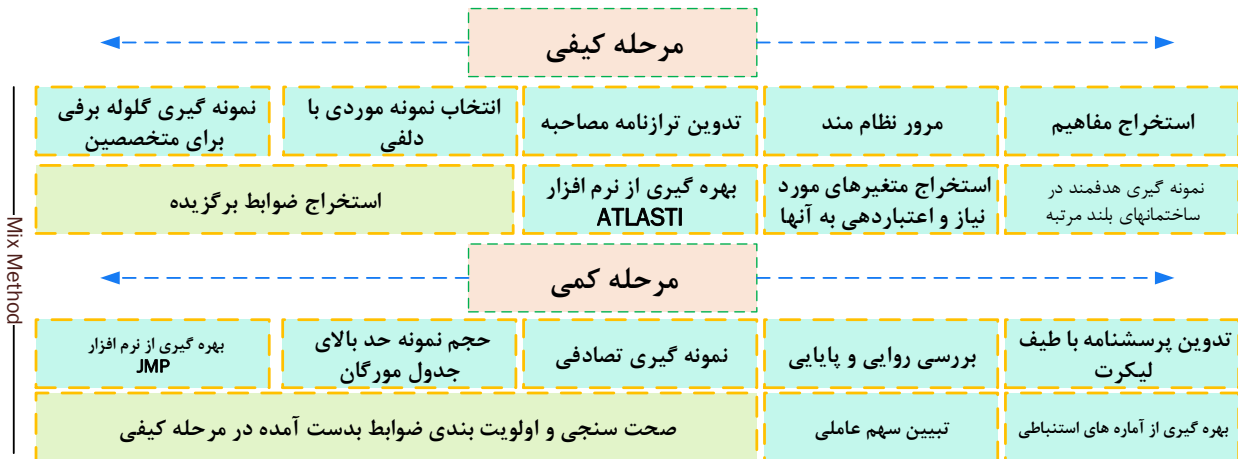 مرحله کیفی
استخراج مفاهیم
مرور نظام مند
تدوین ترازنامه مصاحبه
انتخاب نمونه موردی با
دلفی
نمونه گیری گلوله برفی
برای متخصصین
نمونه گیری هدفمند در
ساختمانهای بلند مرتبه
استخراج متغیرهای مورد
نیاز و اعتباردهی به آنها
بهره گیری از نرم افزار
ATLASTI
استخراج ضوابط برگزیده
Mix Method
مرحله کمی
تدوین پرسشنامه با طیف
لیکرت
بررسی روایی و پایایی
نمونه گیری تصادفی
حجم نمونه حد بالای
جدول مورگان
بهره گیری از نرم افزار
JMP
بهره گیری از آماره های استنباطی
تبیین سهم عاملی
صحت سنجی و اولویت بندی ضوابط بدست آمده در مرحله کیفی